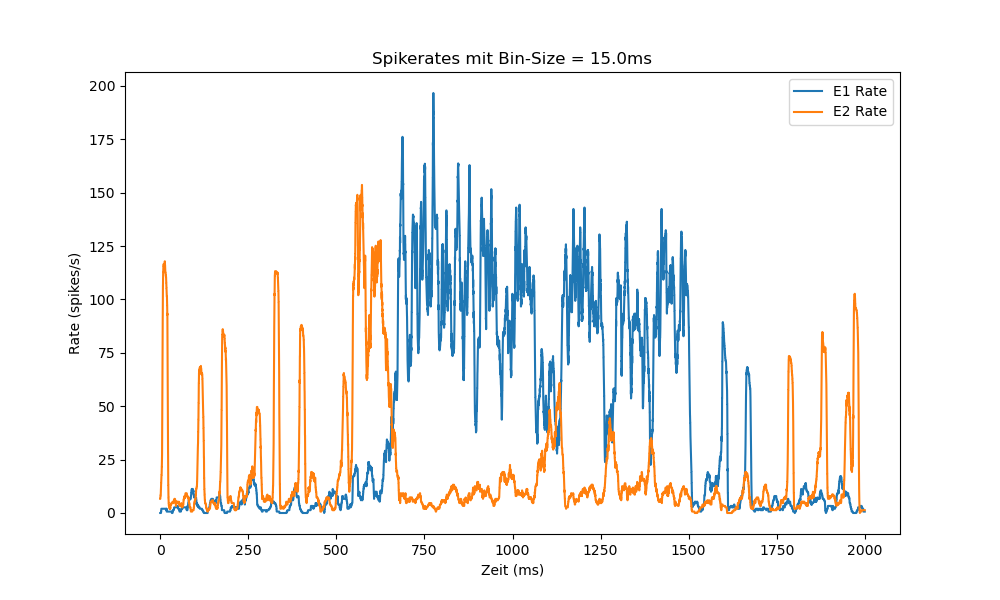 Spikerates mit Bin-Size = 15.0ms
E1 Rate
E2 Rate
200
175
150
125
100
75
50
25
0
Rate (spikes/s)
0 250 500 750 1000 1250 1500 1750 2000
Zeit (ms)